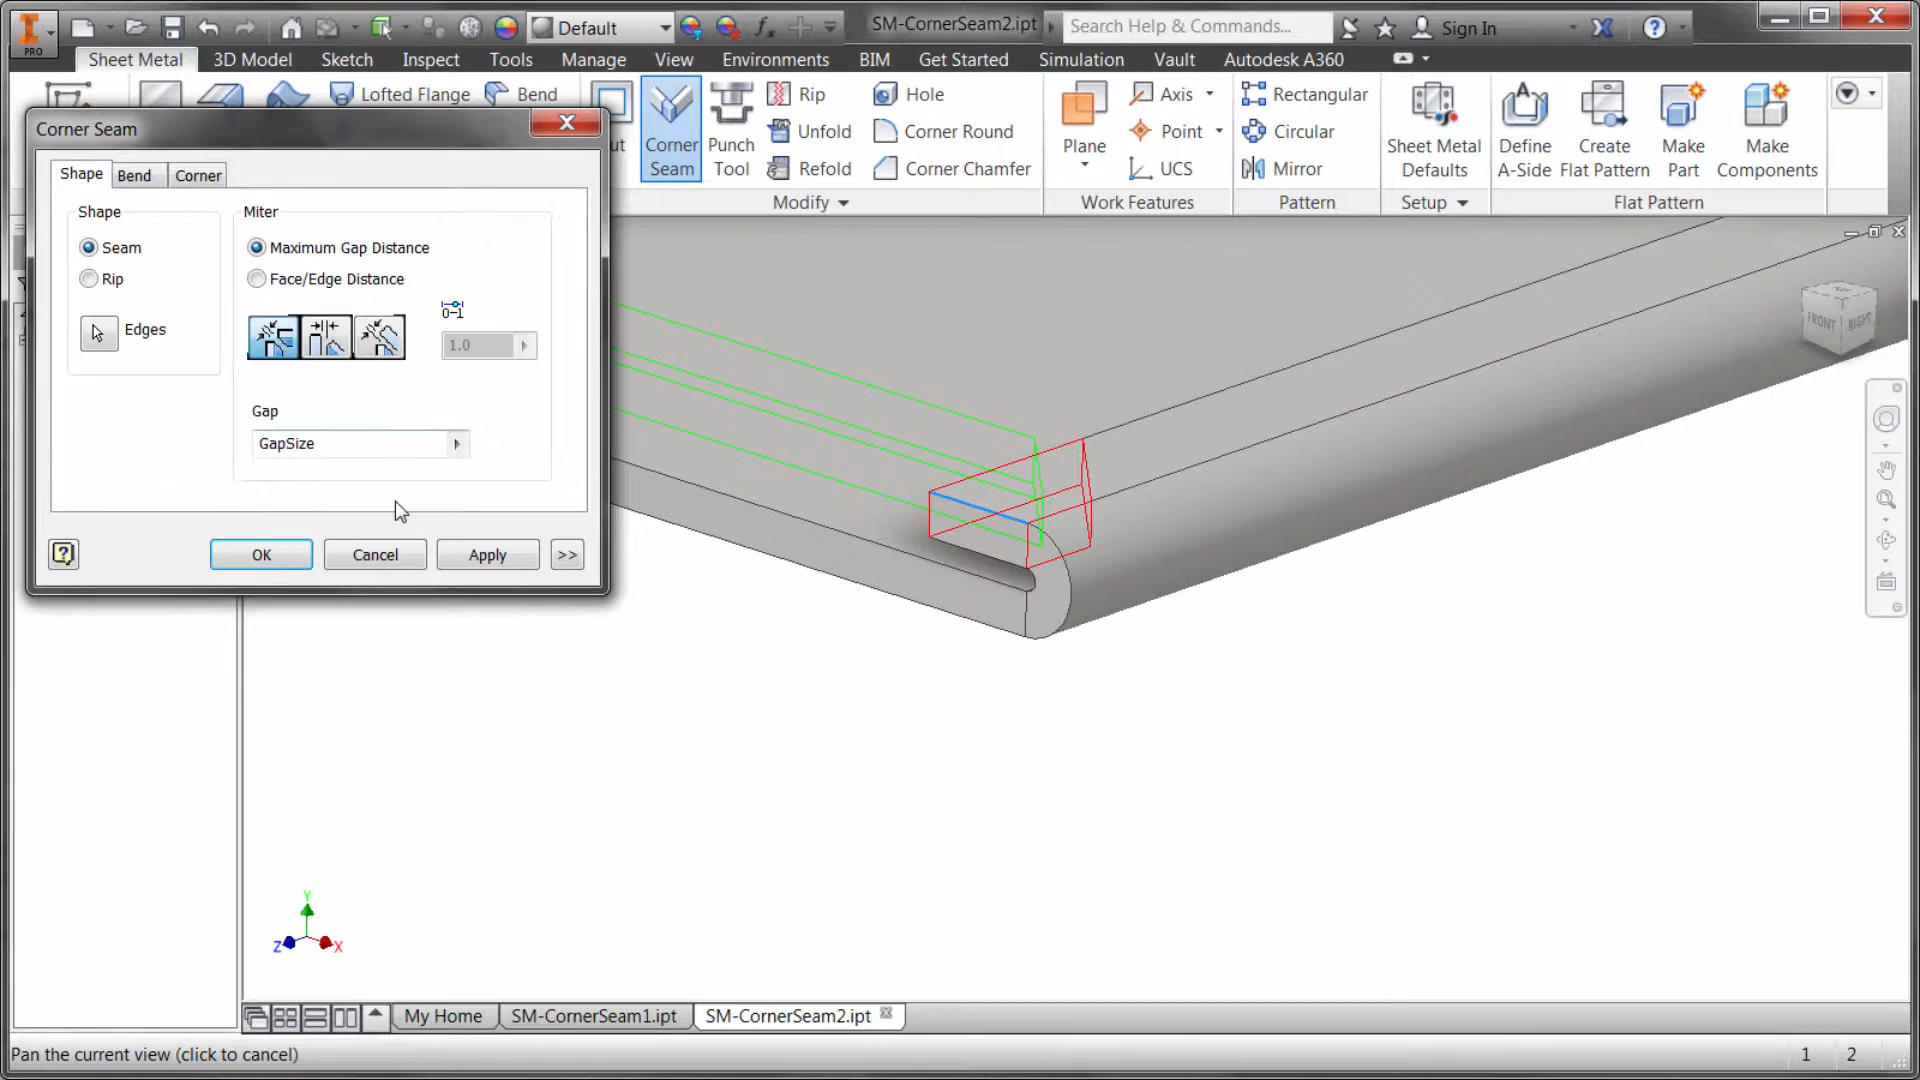 PRO
Default
SM-CornerSeam2.ipt
Search Help & Commands...
Sign In
Sheet Metal
3D Model
Sketch
Inspect
Tools
Manage
View
Environments
BIM
Get Started
Simulation
Vault
Autodesk A360
Lofted Flange
Bend
ut
Corner
Seam
Punch
Tool
Rip
Unfold
Refold
Hole
Corner Round
Corner Chamfer
Modify
Plane
Axis
Point
UCS
Work Features
Rectangular
Circular
Mirror
Pattern
Sheet Metal
Defaults
Setup
Define
A-Side
Create
Flat Pattern
Make
Part
Make
Components
Flat Pattern
Corner Seam
Shape
Bend
Corner
Shape
Seam
Rip
Edges
Miter
Maximum Gap Distance
Face/Edge Distance
0-1
1.0
Gap
GapSize
OK
Cancel
Apply
>>
FRONT
RIGHT
Y
Z
X
My Home
SM-CornerSeam1.ipt
SM-CornerSeam2.ipt
Pan the current view (click to cancel)
1
2